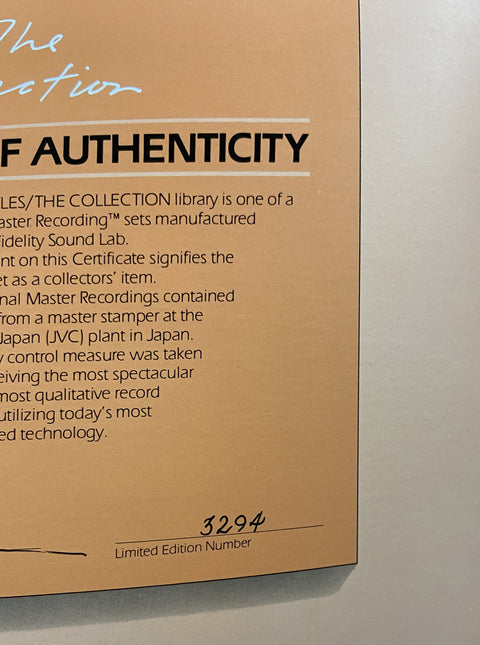 The
ction
F AUTHENTICITY
LES/THE COLLECTION library is one of a
aster Recording™ sets manufactured
Fidelity Sound Lab.
nt on this Certificate signifies the
et as a collectors' item.
nal Master Recordings contained
from a master stamper at the
Japan (JVC) plant in Japan.
y control measure was taken
eiving the most spectacular
most qualitative record
utilizing today's most
ed technology.
3294
Limited Edition Number